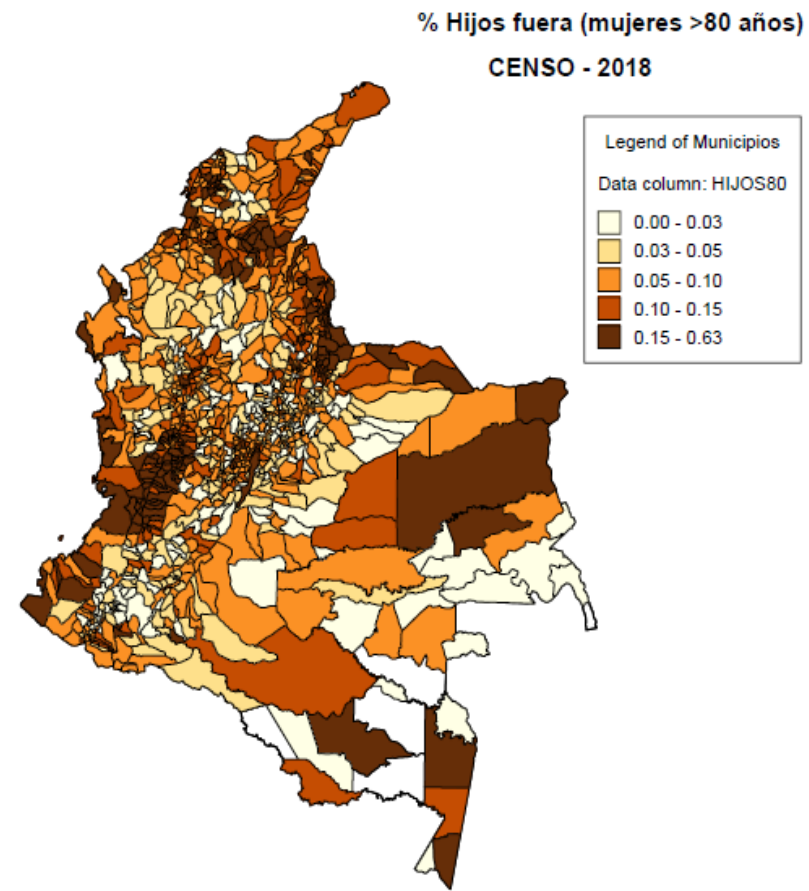 % Hijos fuera (mujeres >80 años)
CENSO - 2018
Legend of Municipios
Data column: HIJOS80
0.00 - 0.03
0.03 - 0.05
0.05 - 0.10
0.10 - 0.15
0.15 - 0.63